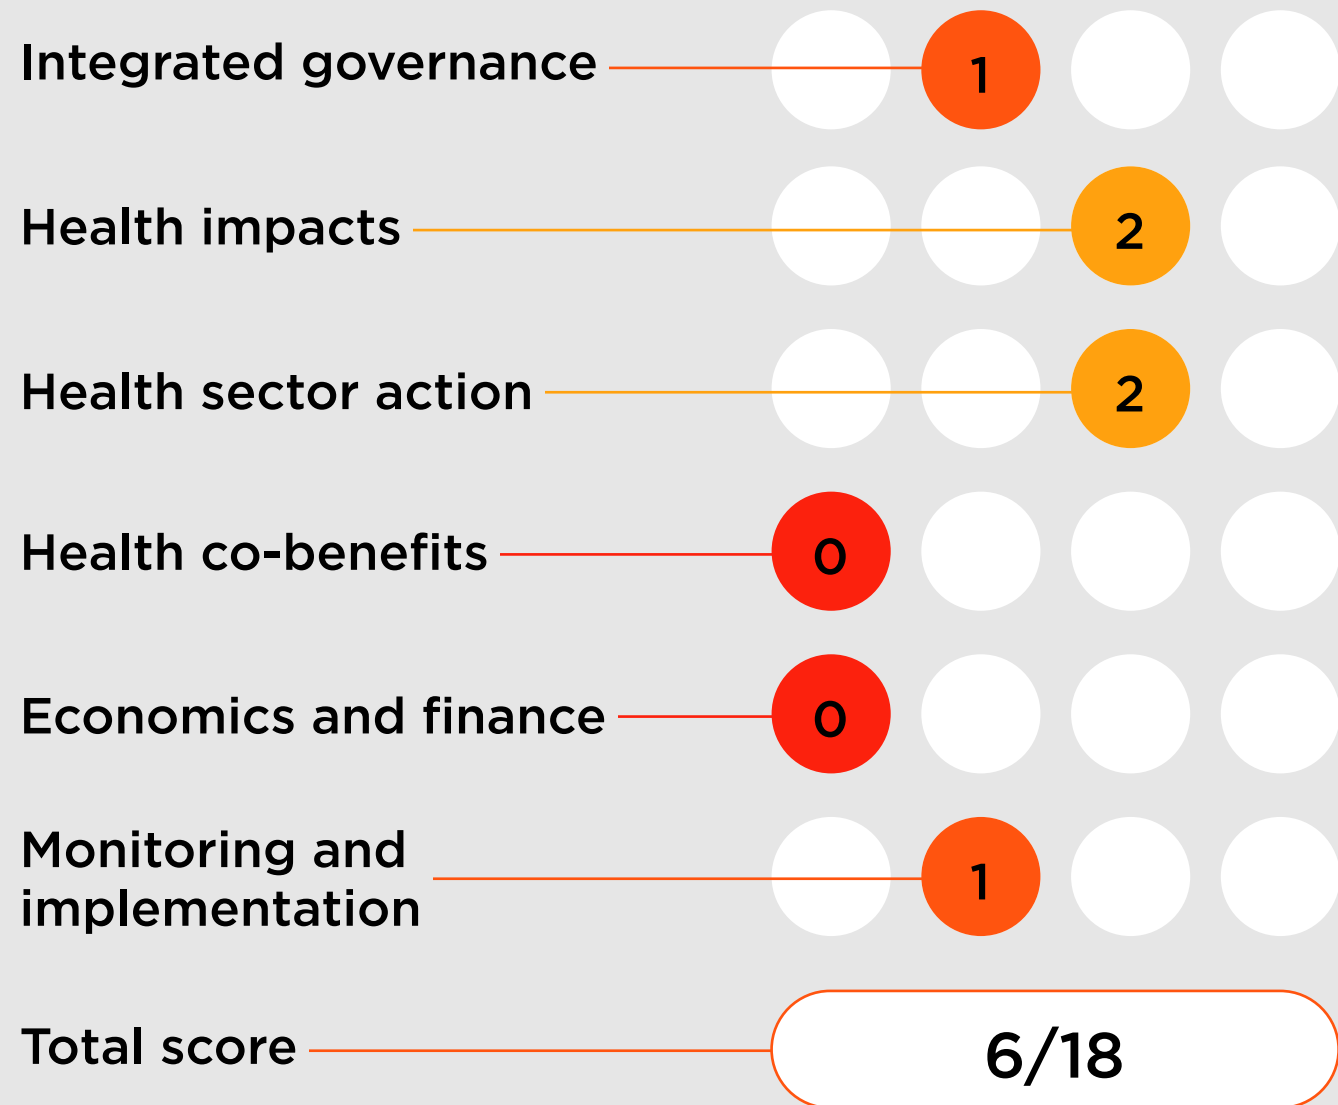 Integrated governance 1
Health impacts 2
Health sector action 2
Health co-benefits 0
Economics and finance 0
Monitoring and
implementation 1
Total score 6/18